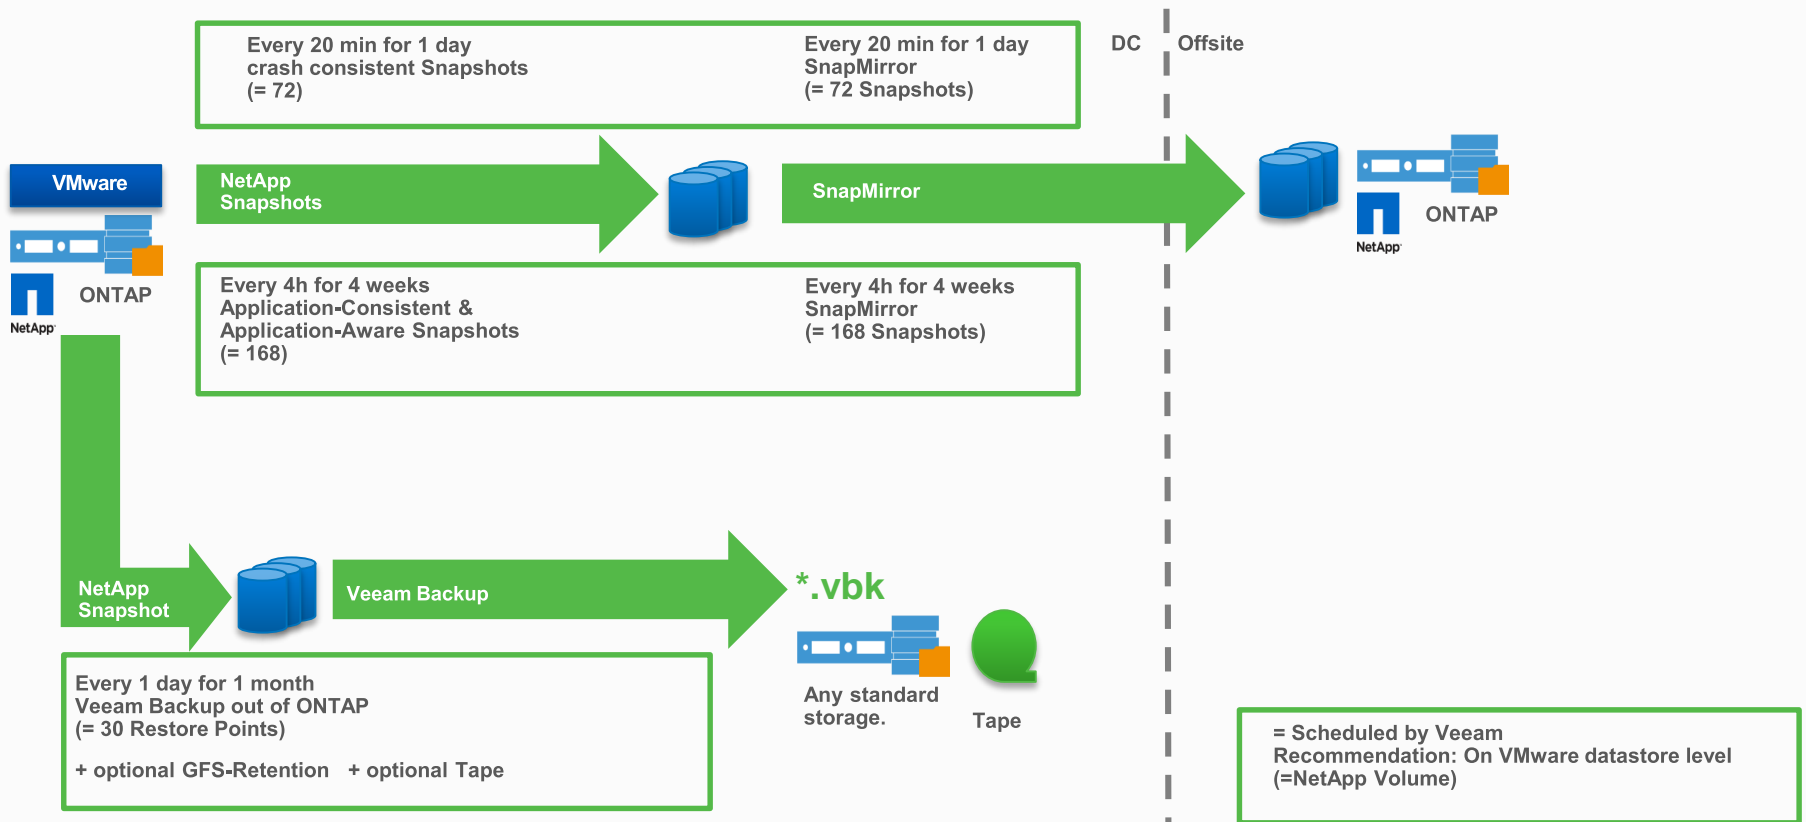 Every 20 min for 1 day
crash consistent Snapshots
(= 72)
Every 20 min for 1 day
SnapMirror
(= 72 Snapshots)
DC
Offsite
VMware
NetApp
Snapshots
SnapMirror
ONTAP
NetApp
ONTAP
NetApp
Every 4h for 4 weeks
Application-Consistent &
Application-Aware Snapshots
(= 168)
Every 4h for 4 weeks
SnapMirror
(= 168 Snapshots)
NetApp
Snapshot
Veeam Backup
*.vbk
Any standard
storage.
Tape
Every 1 day for 1 month
Veeam Backup out of ONTAP
(= 30 Restore Points)
+ optional GFS-Retention + optional Tape
= Scheduled by Veeam
Recommendation: On VMware datastore level
(=NetApp Volume)